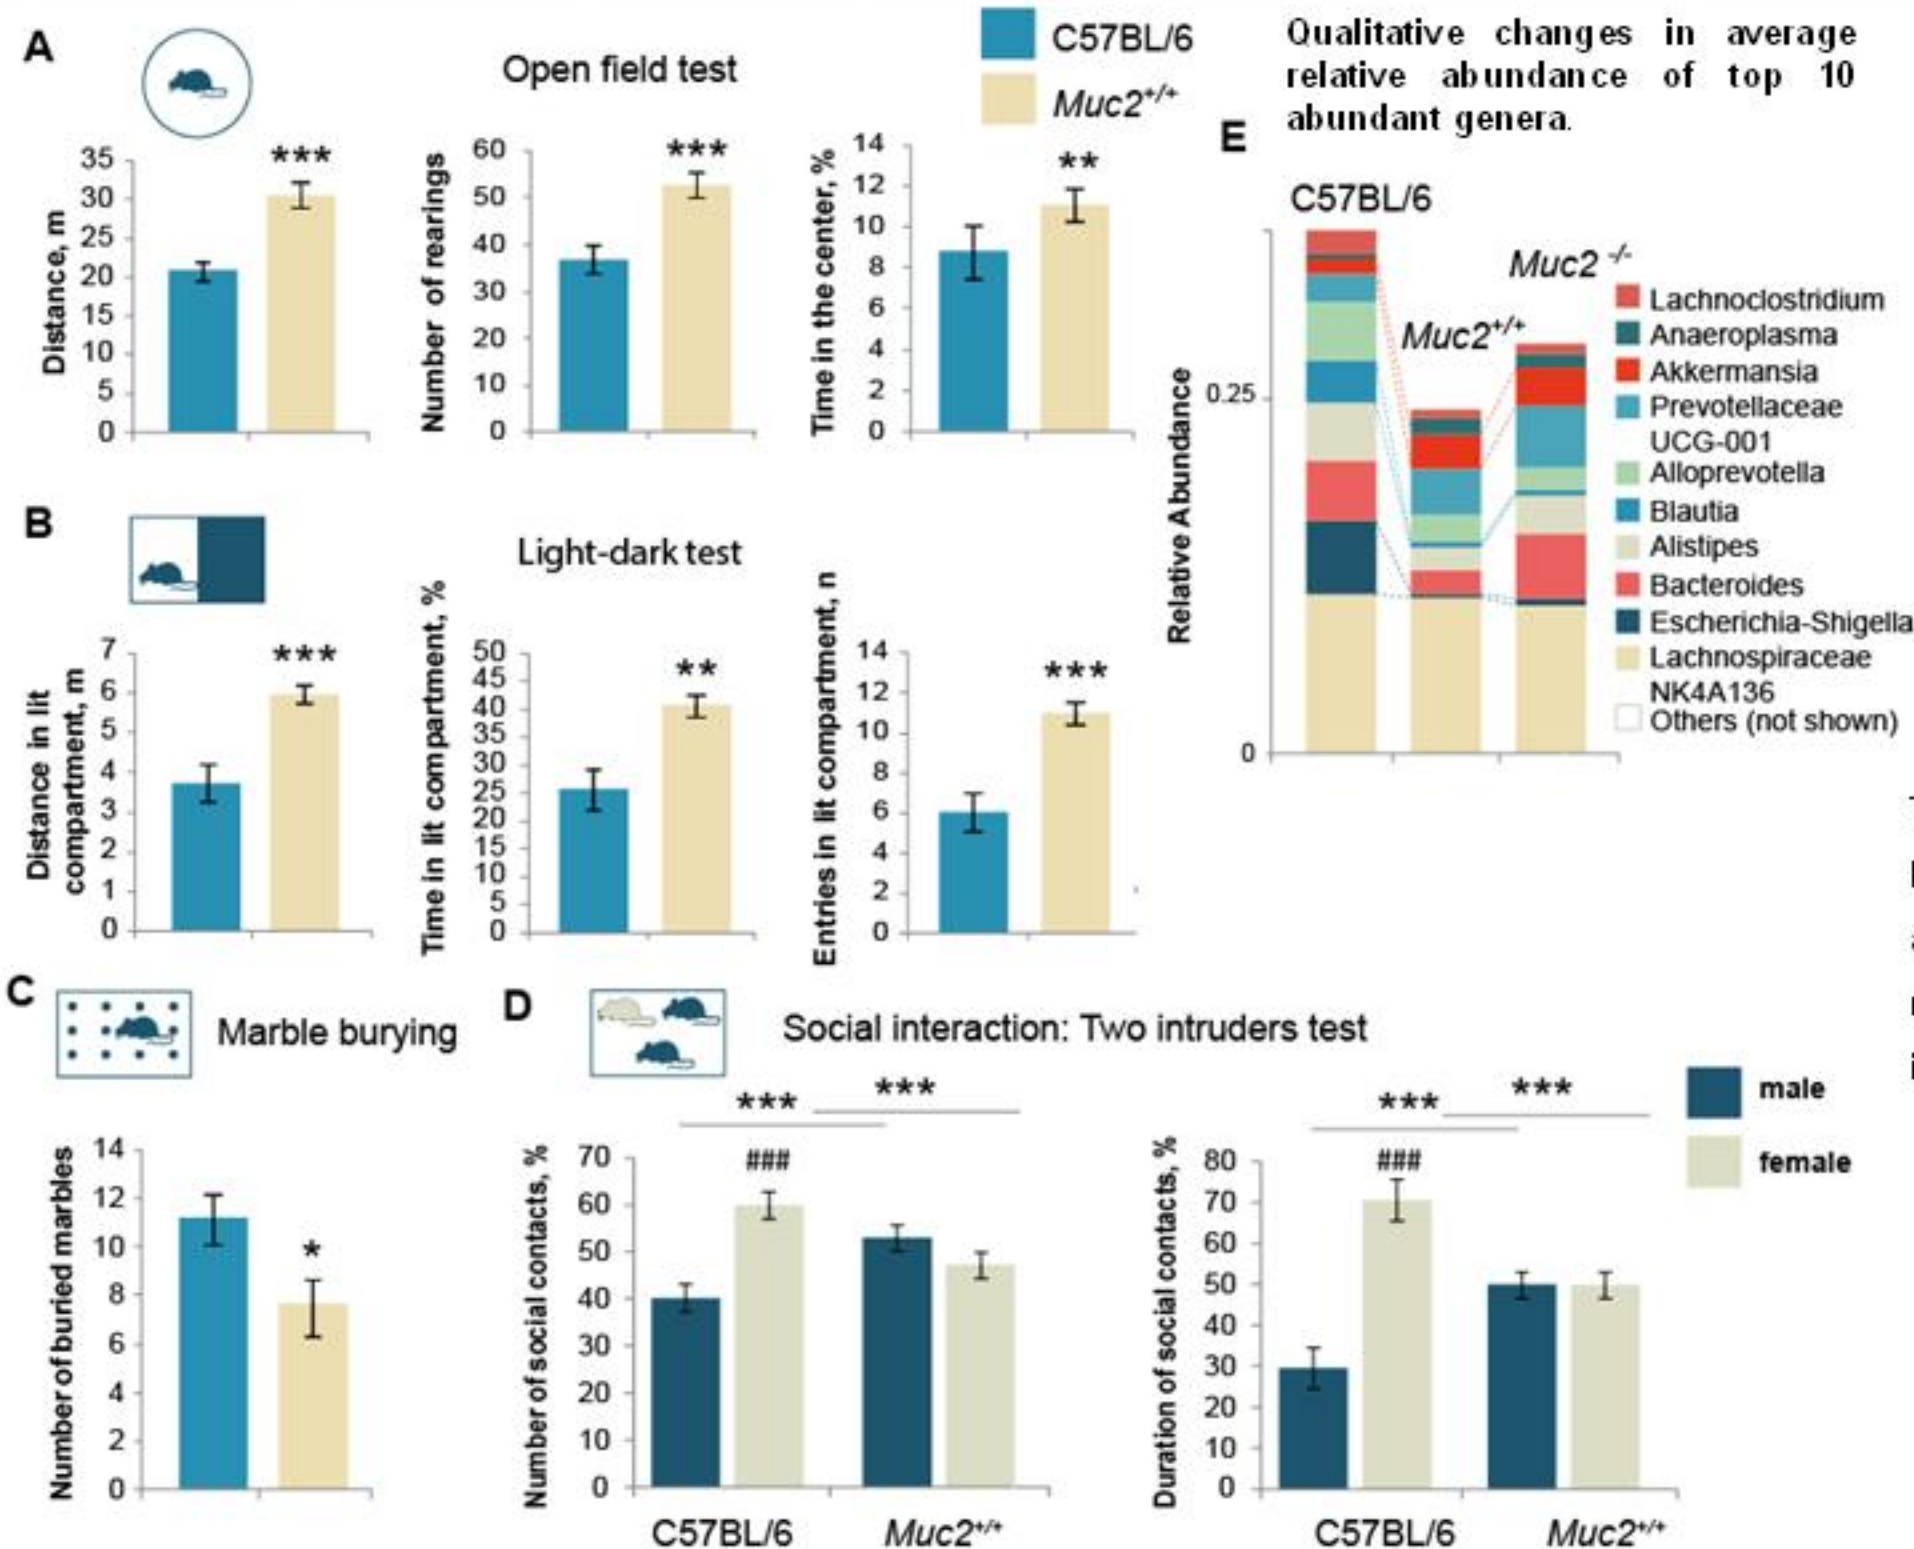 A
Open field test
C57BL/6
Muc2+/+
Distance, m
35
30
25
20
15
10
5
0
***
Number of rearings
60
50
40
30
20
10
0
***
Time in the center, %
14
12
10
8
6
4
2
0
**
B
Light-dark test
Distance in lit
compartment, m
7
6
5
4
3
2
1
0
***
Time in lit compartment, %
50
45
40
35
30
25
20
15
10
5
0
**
Entries in lit compartment, n
14
12
10
8
6
4
2
0
***
C
Marble burying
Number of buried marbles
14
12
10
8
6
4
2
0
*
D
Social interaction: Two intruders test
Number of social contacts, %
70
60
50
40
30
20
10
0
***
***
###
C57BL/6
Muc2+/+
Duration of social contacts, %
80
70
60
50
40
30
20
10
0
***
***
###
C57BL/6
Muc2+/+
male
female
E
Qualitative changes in average
relative abundance of top 10
abundant genera.
C57BL/6
Muc2+/+
Muc2 -/-
Relative Abundance
0.25
0
Lachnoclostridium
Anaeroplasma
Akkermansia
Prevotellaceae
UCG-001
Alloprevotella
Blautia
Alistipes
Bacteroides
Escherichia-Shigella
Lachnospiraceae
NK4A136
Others (not shown)